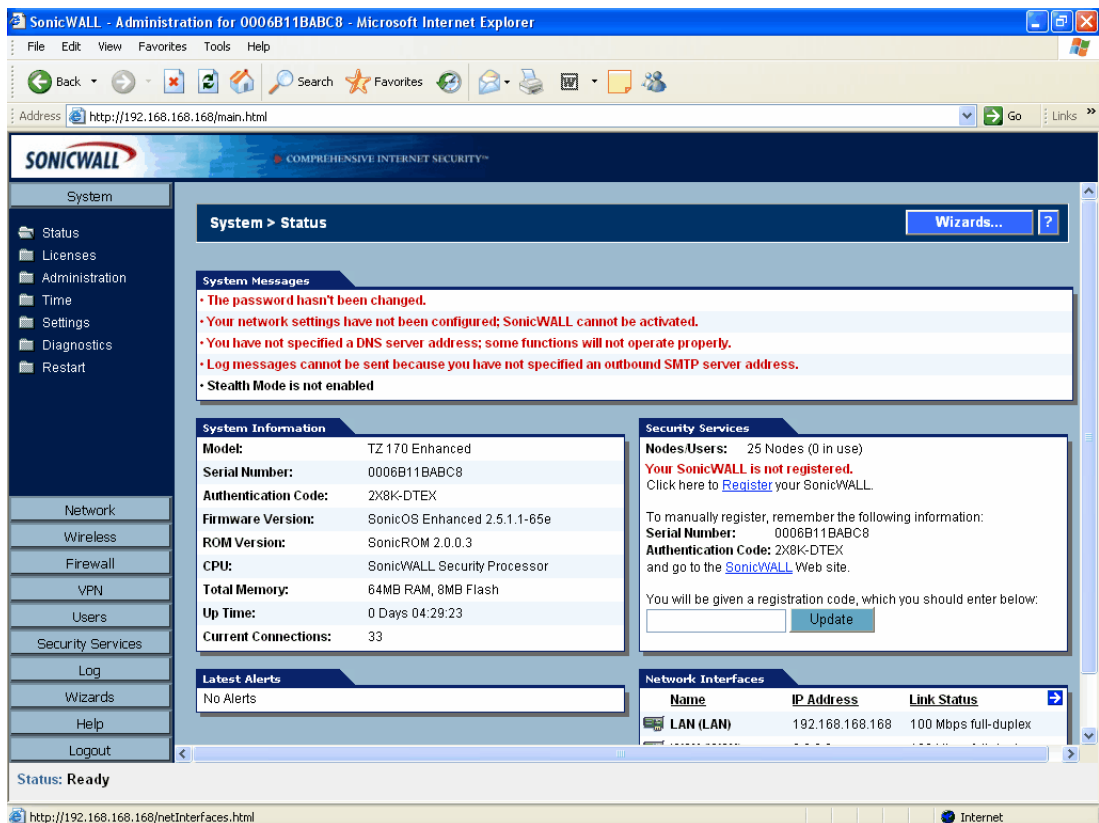 SonicWALL - Administration for 0006B11BABC8 - Microsoft Internet Explorer
File Edit View Favorites Tools Help
Back Search Favorites
Address http://192.168.168.168/main.html Go Links »
SONICWALL COMPREHENSIVE INTERNET SECURITY™
System
Status
Licenses
Administration
Time
Settings
Diagnostics
Restart
Network
Wireless
Firewall
VPN
Users
Security Services
Log
Wizards
Help
Logout
System > Status Wizards... ?
System Messages
· The password hasn't been changed.
· Your network settings have not been configured; SonicWALL cannot be activated.
· You have not specified a DNS server address; some functions will not operate properly.
· Log messages cannot be sent because you have not specified an outbound SMTP server address.
· Stealth Mode is not enabled
System Information
Model: TZ 170 Enhanced
Serial Number: 0006B11BABC8
Authentication Code: 2X8K-DTEX
Firmware Version: SonicOS Enhanced 2.5.1.1-65e
ROM Version: SonicROM 2.0.0.3
CPU: SonicWALL Security Processor
Total Memory: 64MB RAM, 8MB Flash
Up Time: 0 Days 04:29:23
Current Connections: 33
Security Services
Nodes/Users: 25 Nodes (0 in use)
Your SonicWALL is not registered.
Click here to Register your SonicWALL.
To manually register, remember the following information:
Serial Number: 0006B11BABC8
Authentication Code: 2X8K-DTEX
and go to the SonicWALL Web site.
You will be given a registration code, which you should enter below:
Update
Latest Alerts
No Alerts
Network Interfaces
Name IP Address Link Status
LAN (LAN) 192.168.168.168 100 Mbps full-duplex
Status: Ready
http://192.168.168.168/netInterfaces.html Internet